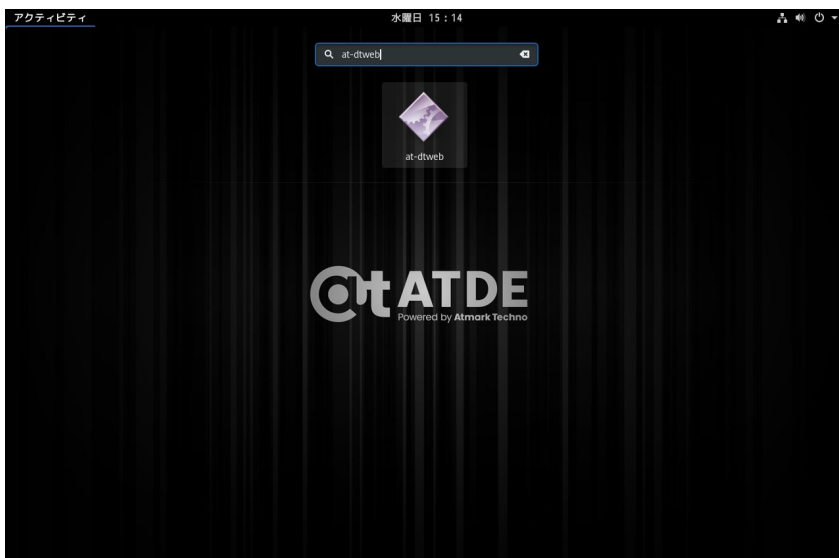 アクティビティ
水曜日 15：14
at-dtweb
at-dtweb
at ATDE
Powered by Atmark Techno